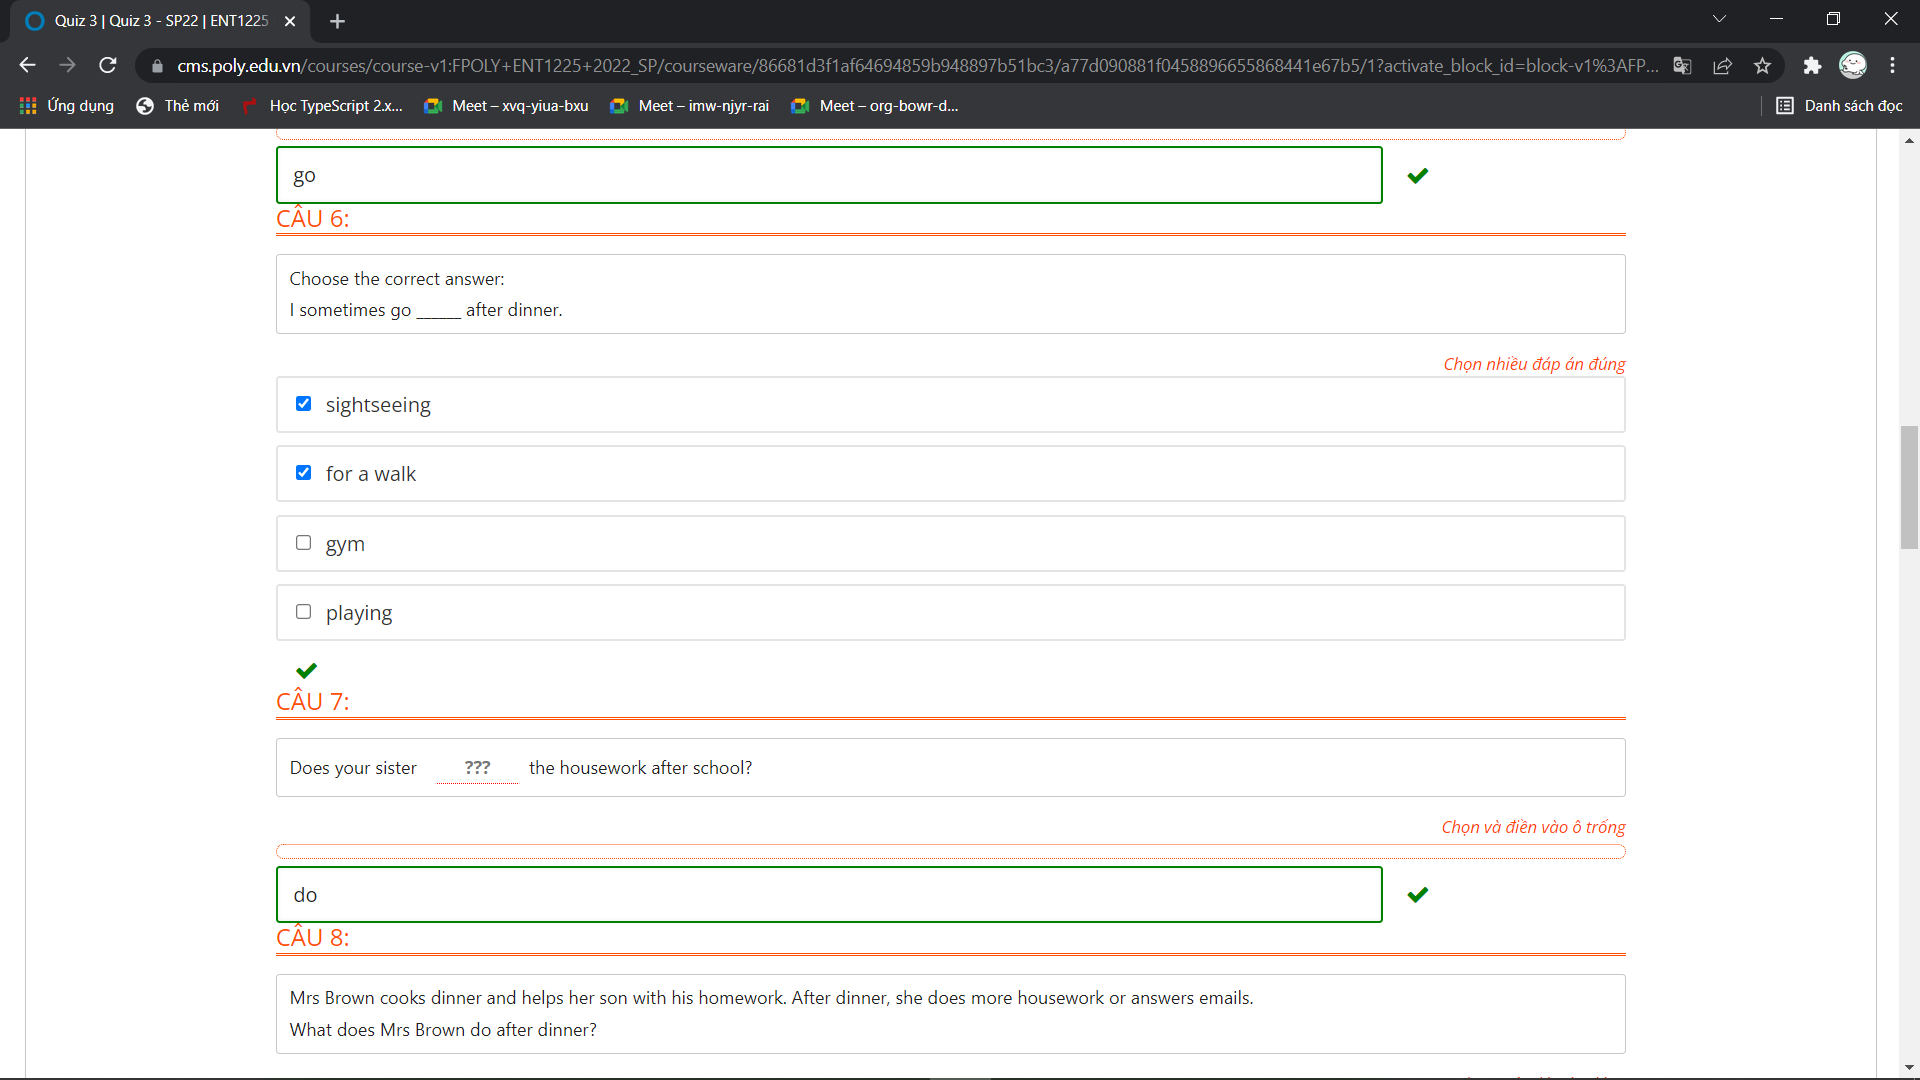 Quiz 3 | Quiz 3 - SP22 | ENT1225
cms.poly.edu.vn/courses/course-v1:FPOLY+ENT1225+2022_SP/courseware/86681d3f1af64694859b948897b51bc3/a77d090881f0458896655868441e67b5/1?activate_block_id=block-v1%3AFP...
Ứng dụng Thẻ mới Học TypeScript 2.x... Meet – xvq-yiua-bxu Meet – imw-njyr-rai Meet – org-bowr-d... Danh sách đọc
go
CÂU 6:
Choose the correct answer:
I sometimes go ______ after dinner.
Chọn nhiều đáp án đúng
sightseeing
for a walk
gym
playing
CÂU 7:
Does your sister ??? the housework after school?
Chọn và điền vào ô trống
do
CÂU 8:
Mrs Brown cooks dinner and helps her son with his homework. After dinner, she does more housework or answers emails.
What does Mrs Brown do after dinner?